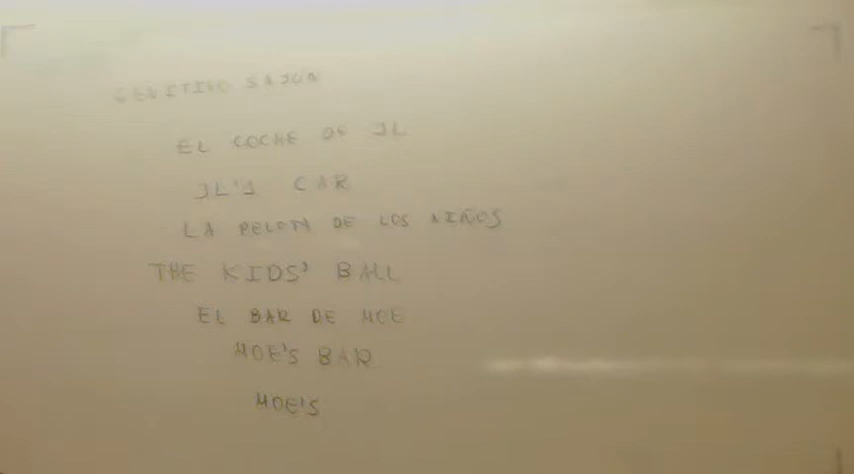 GENITIVO SAJON
EL COCHE DE JL
JL'S CAR
LA PELOTA DE LOS NIÑOS
THE KIDS' BALL
EL BAR DE MOE
MOE'S BAR
MOE'S